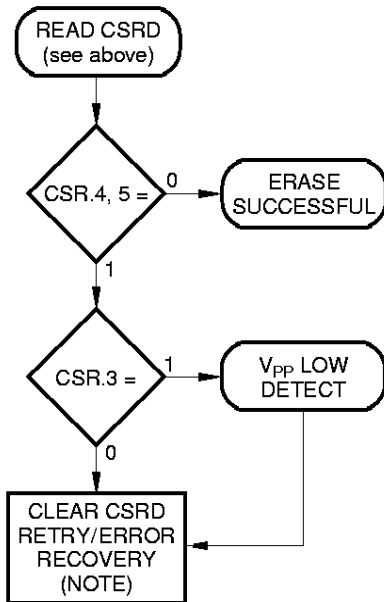 READ CSRD
(see above)
CSR.4, 5 =
0
ERASE
SUCCESSFUL
1
CSR.3 =
1
VPP LOW
DETECT
0
CLEAR CSRD
RETRY/ERROR
RECOVERY
(NOTE)